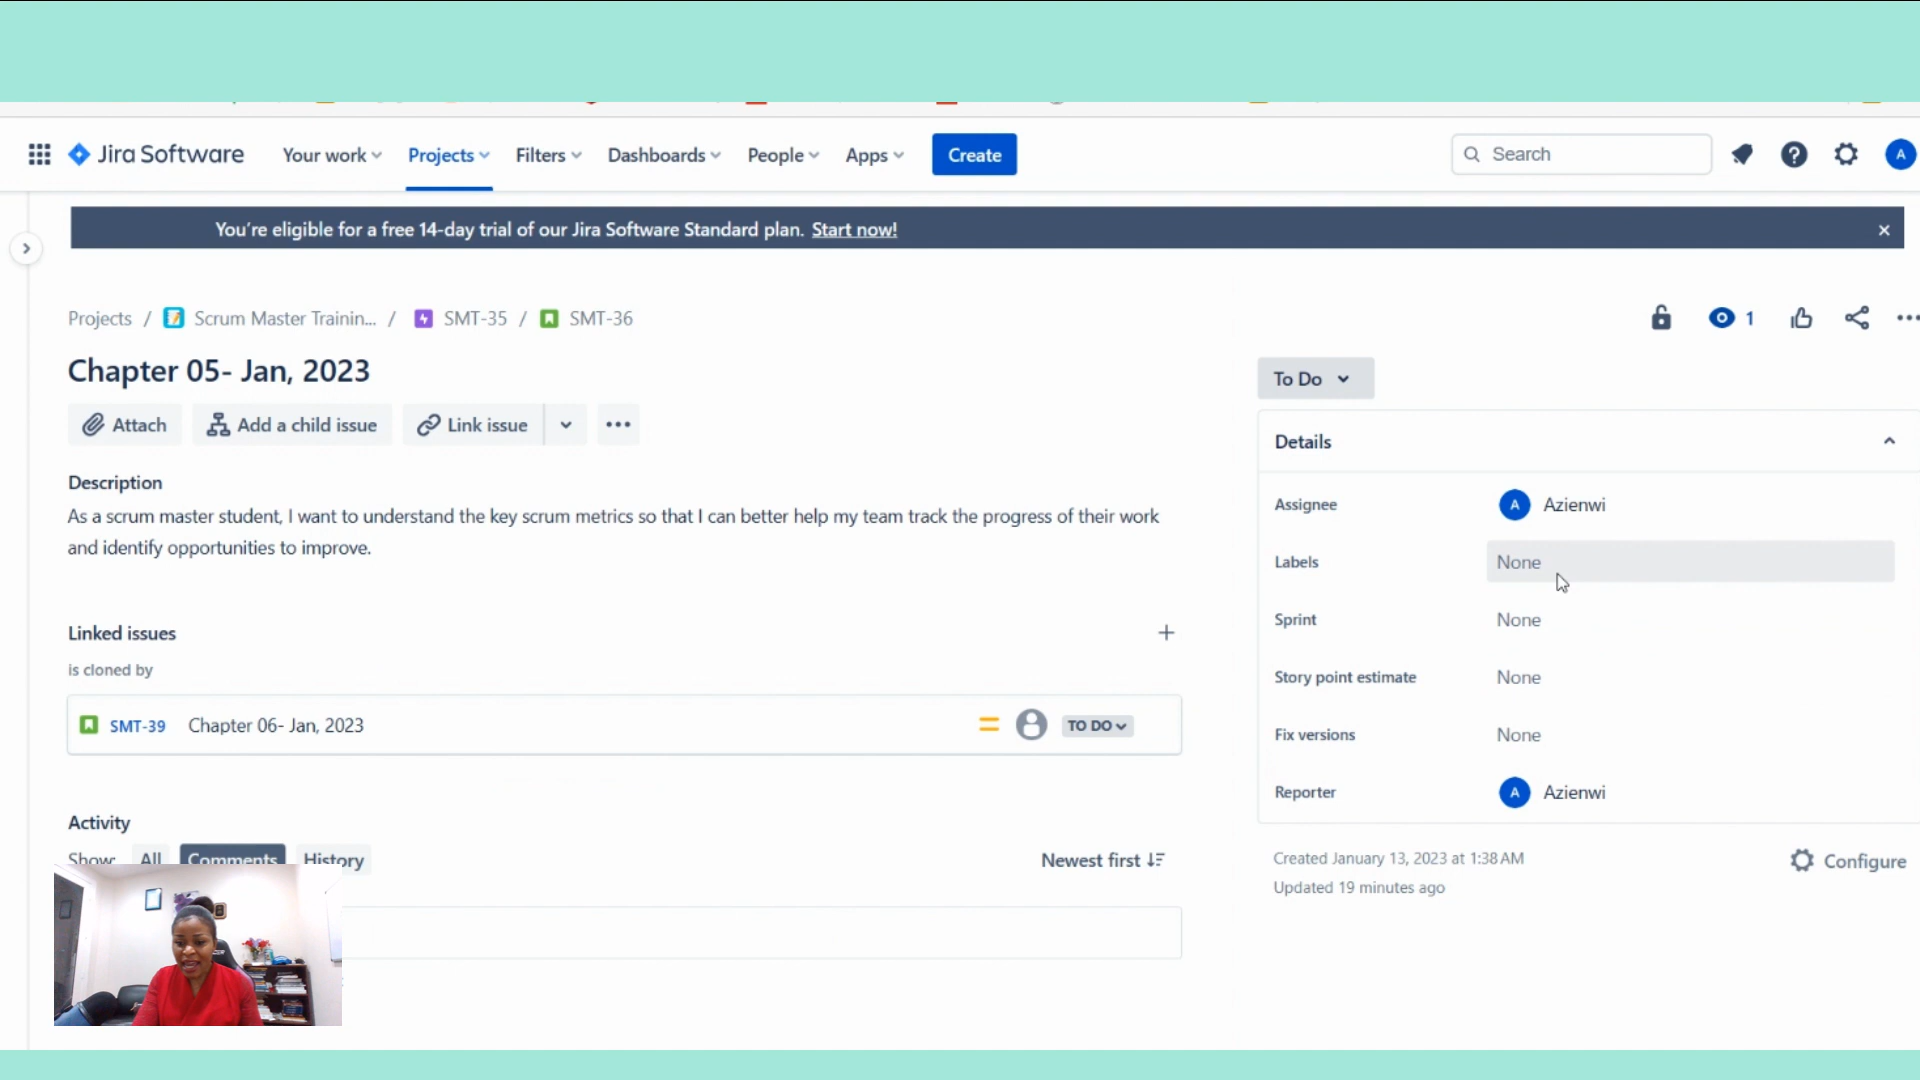 Jira Software
Your work
Projects
Filters
Dashboards
People
Apps
Create
Search
A
You're eligible for a free 14-day trial of our Jira Software Standard plan. Start now!
Projects / Scrum Master Trainin... / SMT-35 / SMT-36
1
Chapter 05- Jan, 2023
Attach
Add a child issue
Link issue
Description
As a scrum master student, I want to understand the key scrum metrics so that I can better help my team track the progress of their work
and identify opportunities to improve.
Linked issues
is cloned by
SMT-39 Chapter 06- Jan, 2023 TO DO
Activity
Show: All Comments History
Newest first
To Do
Details
Assignee A Azienwi
Labels None
Sprint None
Story point estimate None
Fix versions None
Reporter A Azienwi
Created January 13, 2023 at 1:38 AM
Updated 19 minutes ago
Configure